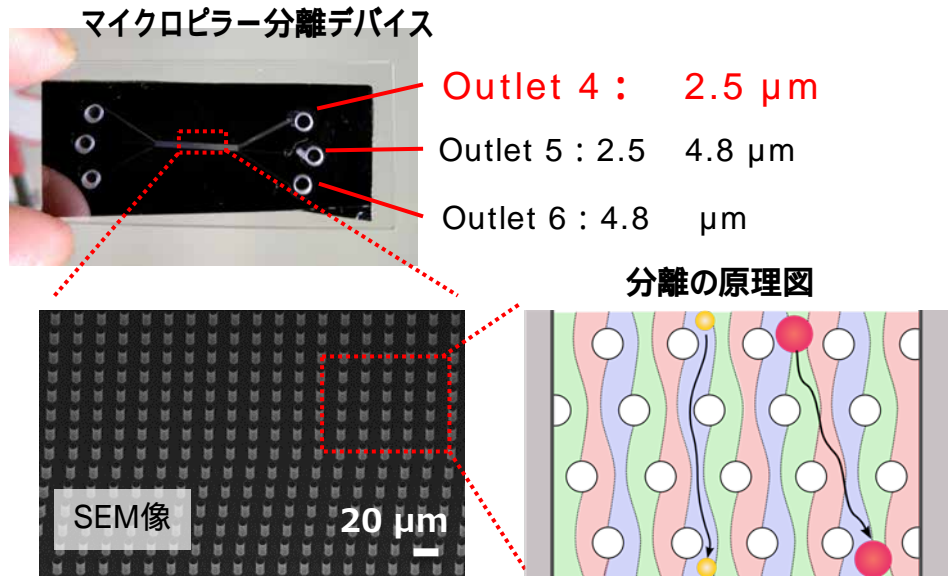 マイクロピラー分離デバイス
Outlet 4： 2.5 μm
Outlet 5：2.5 4.8 μm
Outlet 6：4.8 μm
分離の原理図
SEM像
20 μm